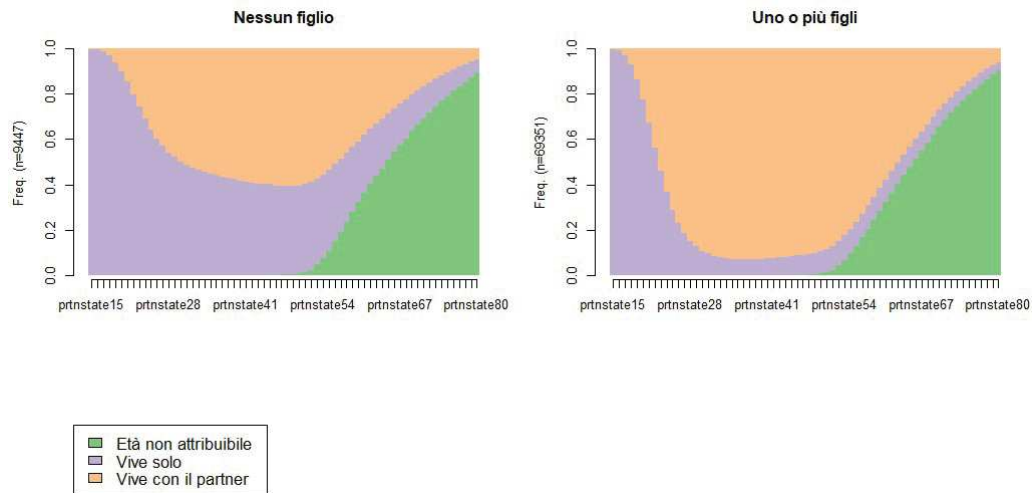 Nessun figlio
Freq. (n=9447)
0.0 0.2 0.4 0.6 0.8 1.0
prtnstate15 prtnstate28 prtnstate41 prtnstate54 prtnstate67 prtnstate80
Uno o più figli
Freq. (n=69351)
0.0 0.2 0.4 0.6 0.8 1.0
prtnstate15 prtnstate28 prtnstate41 prtnstate54 prtnstate67 prtnstate80
Età non attribuibile
Vive solo
Vive con il partner